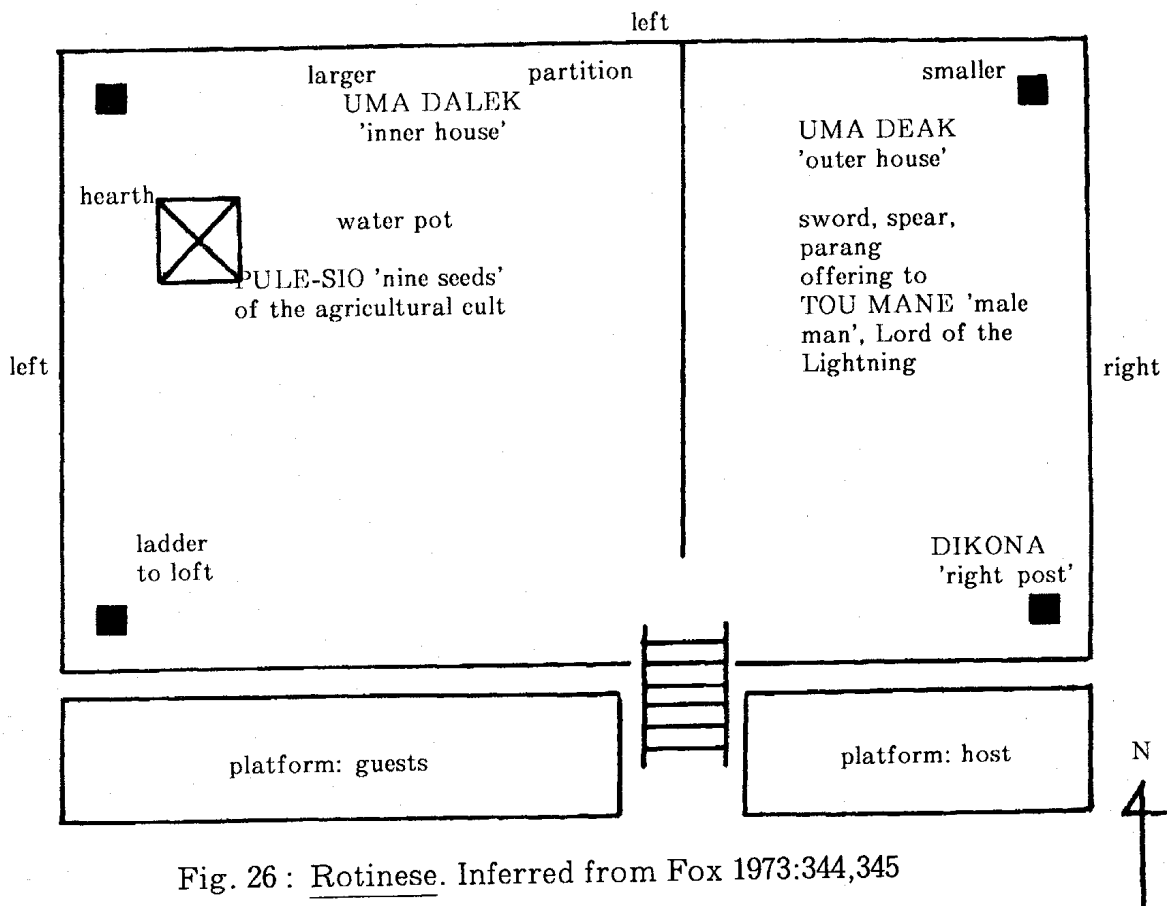 left
larger partition smaller
UMA DALEK
'inner house'
UMA DEAK
'outer house'
hearth
water pot
PULE-SIO 'nine seeds'
of the agricultural cult
sword, spear,
parang
offering to
TOU MANE 'male
man', Lord of the
Lightning
left
right
ladder
to loft
DIKONA
'right post'
platform: guests
platform: host
N
Fig. 26 : Rotinese. Inferred from Fox 1973:344,345